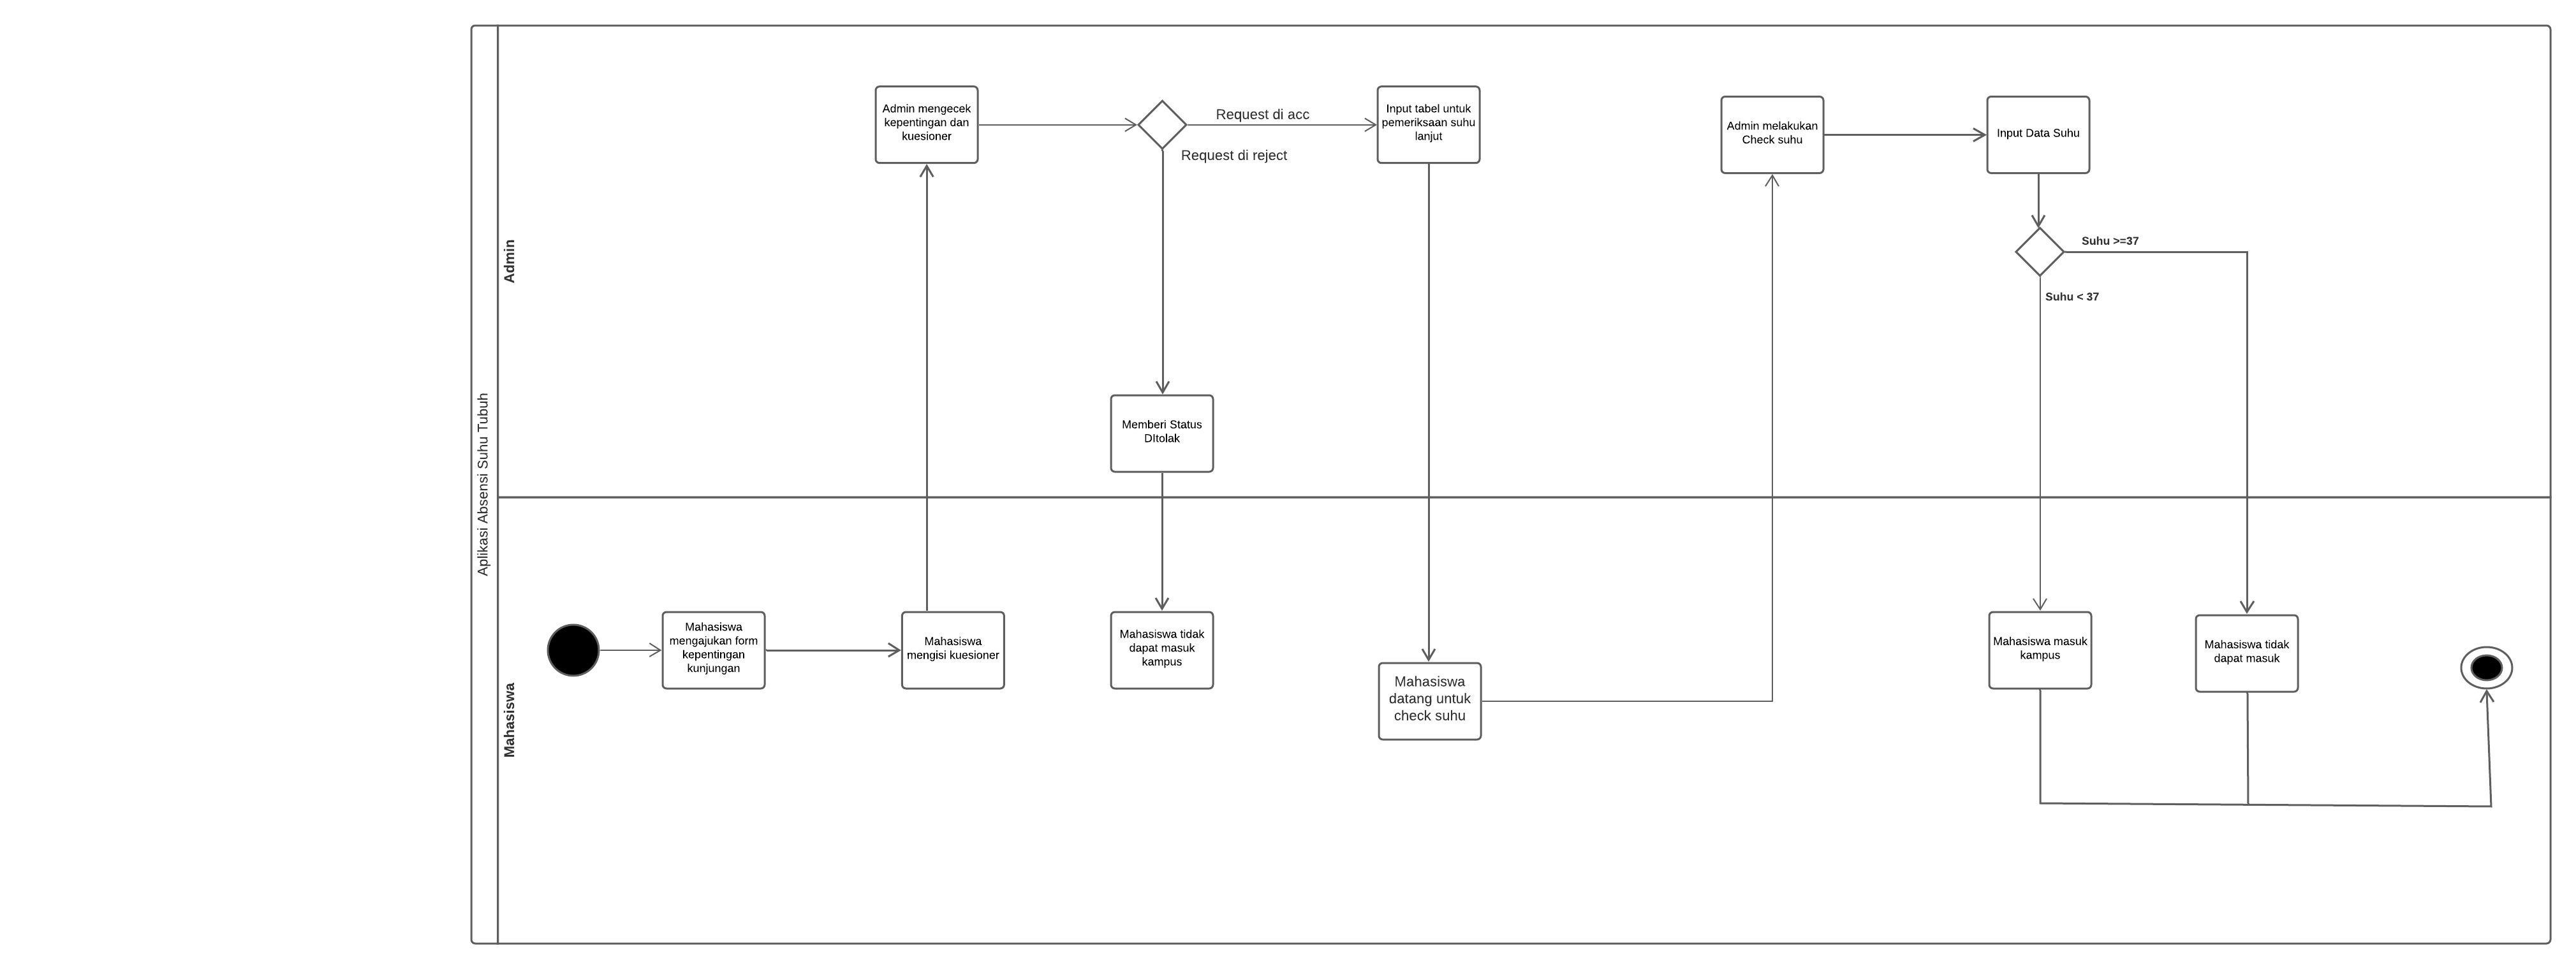 Aplikasi Absensi Suhu Tubuh
Admin
Admin mengecek
kepentingan dan
kuesioner
Request di acc
Request di reject
Input tabel untuk
pemeriksaan suhu
lanjut
Admin melakukan
Check suhu
Input Data Suhu
Suhu >=37
Suhu < 37
Memberi Status
DItolak
Mahasiswa
Mahasiswa
mengajukan form
kepentingan
kunjungan
Mahasiswa
mengisi kuesioner
Mahasiswa tidak
dapat masuk
kampus
Mahasiswa
datang untuk
check suhu
Mahasiswa masuk
kampus
Mahasiswa tidak
dapat masuk